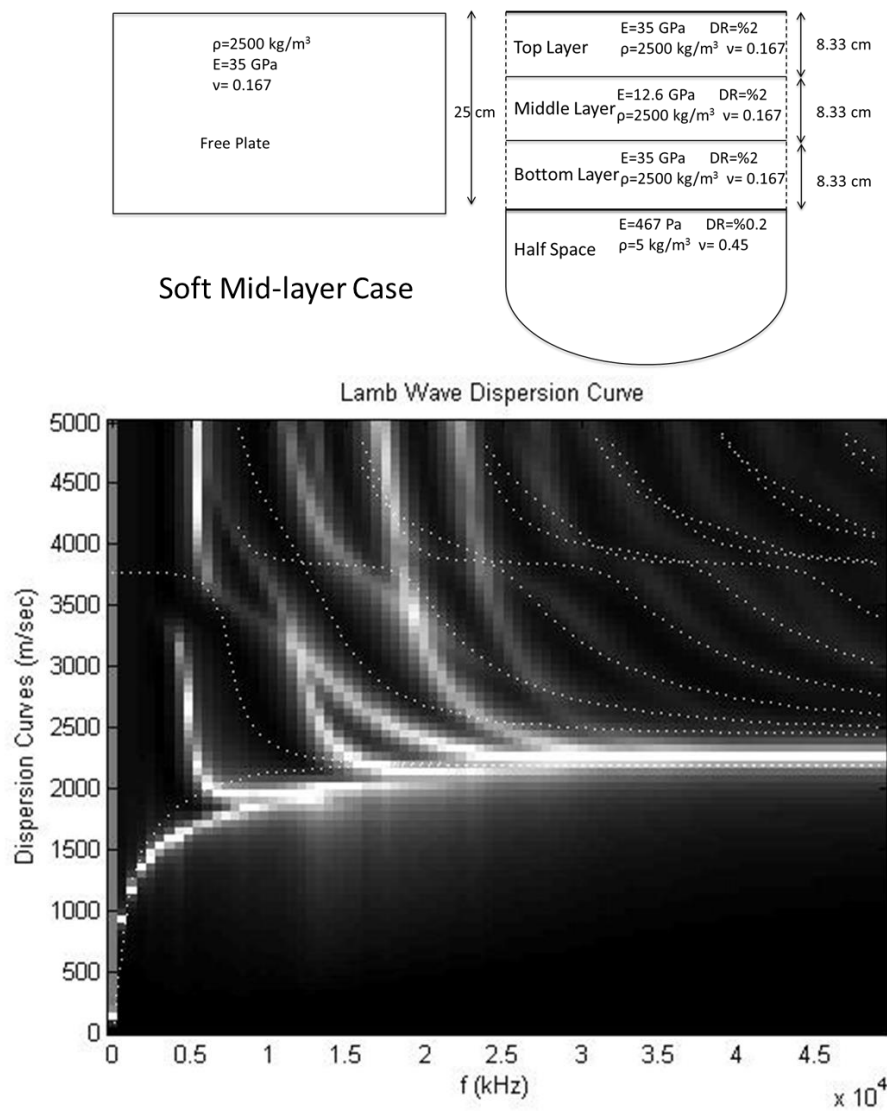 ρ=2500 kg/m³
E=35 GPa
ν= 0.167
Free Plate
25 cm
Top Layer
E=35 GPa DR=%2
ρ=2500 kg/m³ ν= 0.167
8.33 cm
Middle Layer
E=12.6 GPa DR=%2
ρ=2500 kg/m³ ν= 0.167
8.33 cm
Bottom Layer
E=35 GPa DR=%2
ρ=2500 kg/m³ ν= 0.167
8.33 cm
Half Space
E=467 Pa DR=%0.2
ρ=5 kg/m³ ν= 0.45
Soft Mid-layer Case
Lamb Wave Dispersion Curve
Dispersion Curves (m/sec)
5000
4500
4000
3500
3000
2500
2000
1500
1000
500
0
0 0.5 1 1.5 2 2.5 3 3.5 4 4.5
f (kHz)
x 10⁴